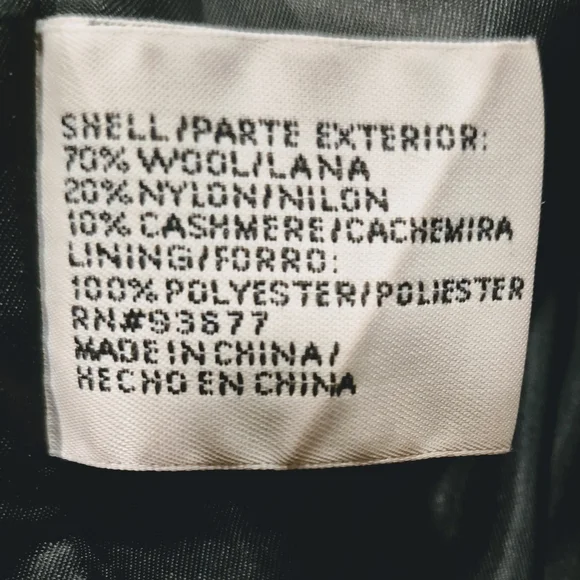 SHELL/PARTE EXTERIOR:
70% WOOL/LANA
20% NYLON/NILON
10% CASHMERE/CACHEMIRA
LINING/FORRO:
100% POLYESTER/POLIESTER
RN#93677
MADE IN CHINA/
HECHO EN CHINA